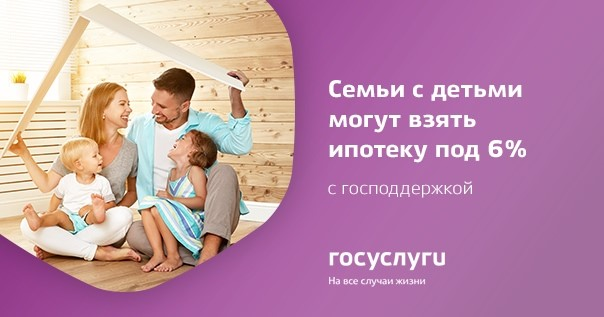 Семьи с детьми
могут взять
ипотеку под 6%
с господдержкой
госуслуги
На все случаи жизни